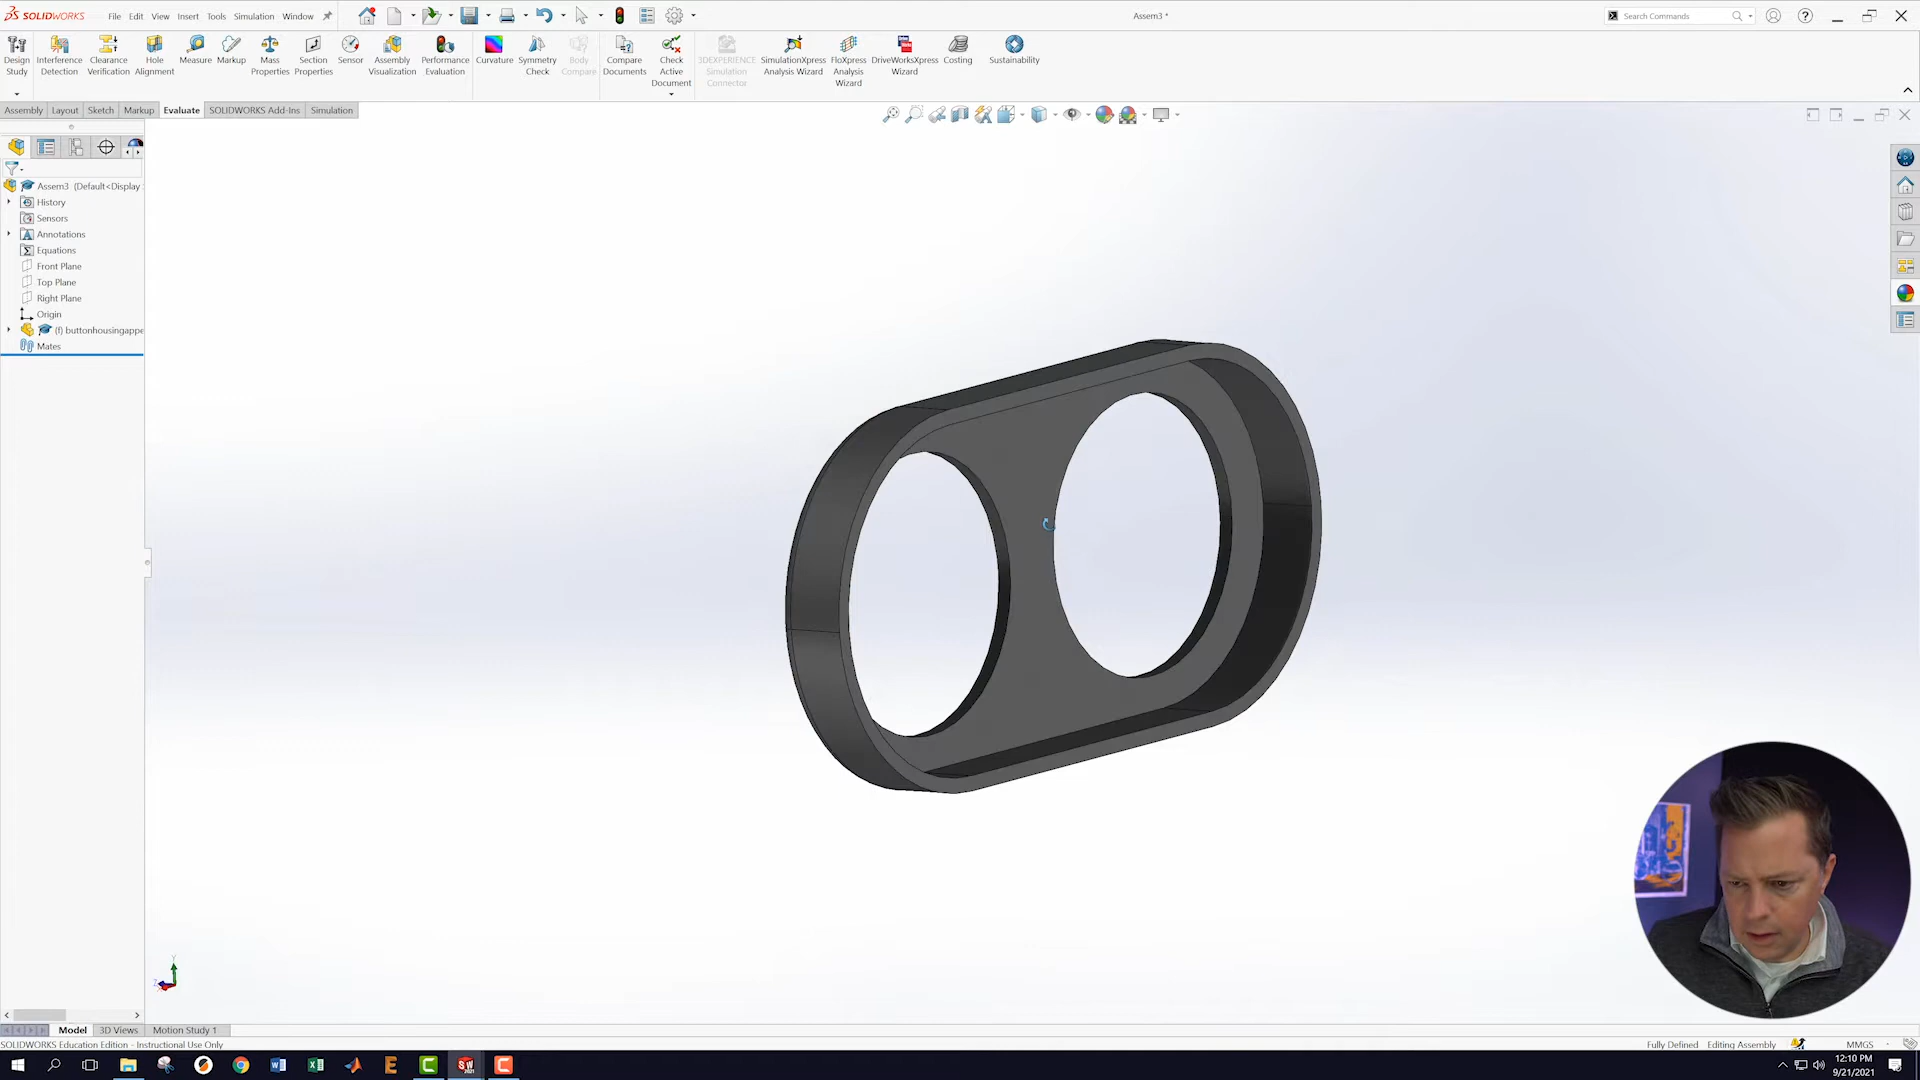 SOLIDWORKS
File Edit View Insert Tools Simulation Window
Assem3 *
Search Commands
Design Study
Interference Detection
Clearance Verification
Hole Alignment
Measure
Markup
Mass Properties
Section Properties
Sensor
Assembly Visualization
Performance Evaluation
Curvature
Symmetry Check
Body Compare
Compare Documents
Check Active Document
3DEXPERIENCE Simulation Connector
SimulationXpress Analysis Wizard
FloXpress Analysis Wizard
DriveWorksXpress Wizard
Costing
Sustainability
Assembly Layout Sketch Markup Evaluate SOLIDWORKS Add-Ins Simulation
Assem3 (Default<Display
History
Sensors
Annotations
Equations
Front Plane
Top Plane
Right Plane
Origin
(f) buttonhousingappe
Mates
Y
Model 3D Views Motion Study 1
SOLIDWORKS Education Edition - Instructional Use Only
Fully Defined Editing Assembly MMGS
12:10 PM
9/21/2021